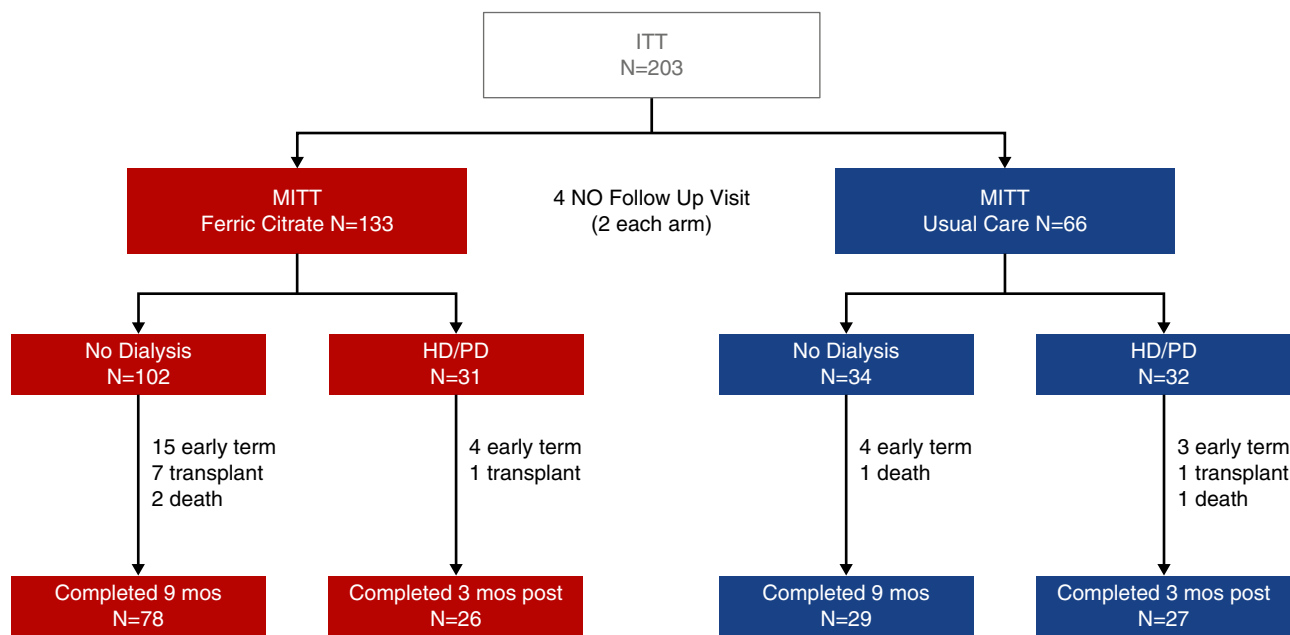 ITT
N=203
MITT
Ferric Citrate N=133
4 NO Follow Up Visit
(2 each arm)
MITT
Usual Care N=66
No Dialysis
N=102
HD/PD
N=31
No Dialysis
N=34
HD/PD
N=32
15 early term
7 transplant
2 death
4 early term
1 transplant
4 early term
1 death
3 early term
1 transplant
1 death
Completed 9 mos
N=78
Completed 3 mos post
N=26
Completed 9 mos
N=29
Completed 3 mos post
N=27